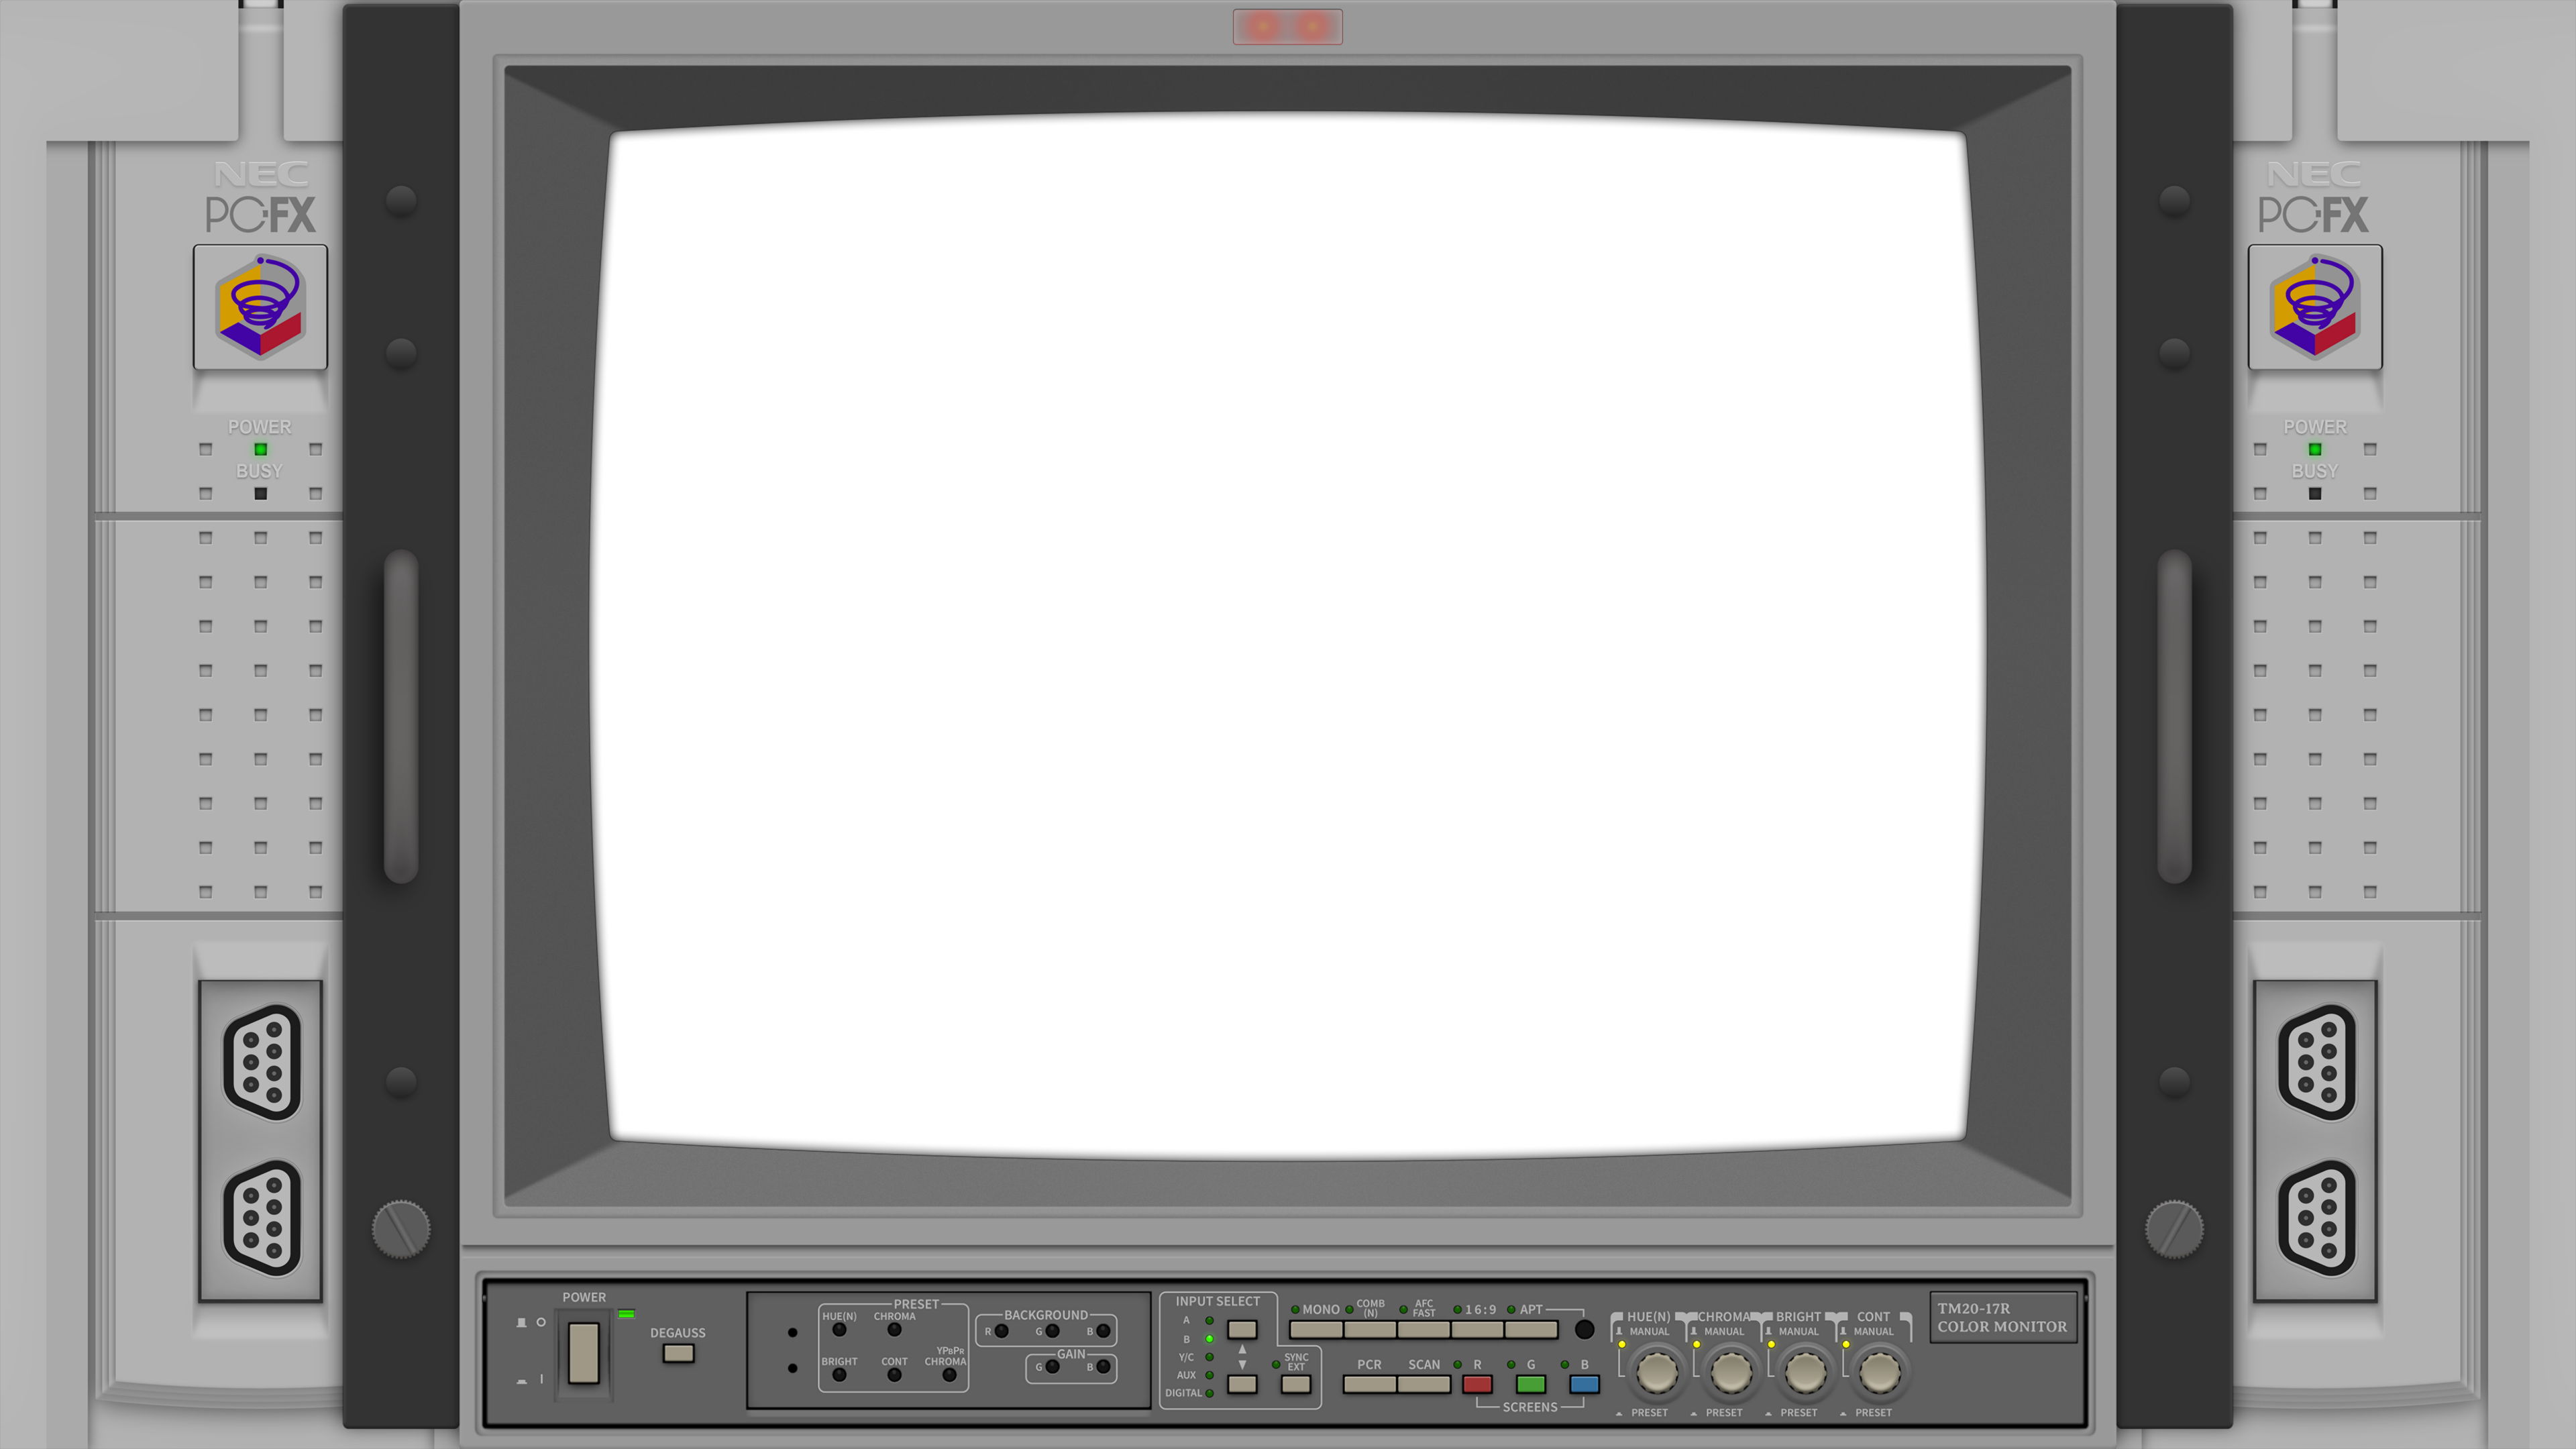 NEC
PC-FX
POWER
BUSY
NEC
PC-FX
POWER
BUSY
POWER
DEGAUSS
PRESET
HUE(N) CHROMA
BRIGHT CONT YPBPR CHROMA
BACKGROUND
R G B
GAIN
G B
INPUT SELECT
A
B
Y/C
AUX
DIGITAL
SYNC EXT
MONO COMB (N) AFC FAST 16:9 APT
PCR SCAN R G B
SCREENS
HUE(N) CHROMA BRIGHT CONT
MANUAL MANUAL MANUAL MANUAL
PRESET PRESET PRESET PRESET
TM20-17R
COLOR MONITOR